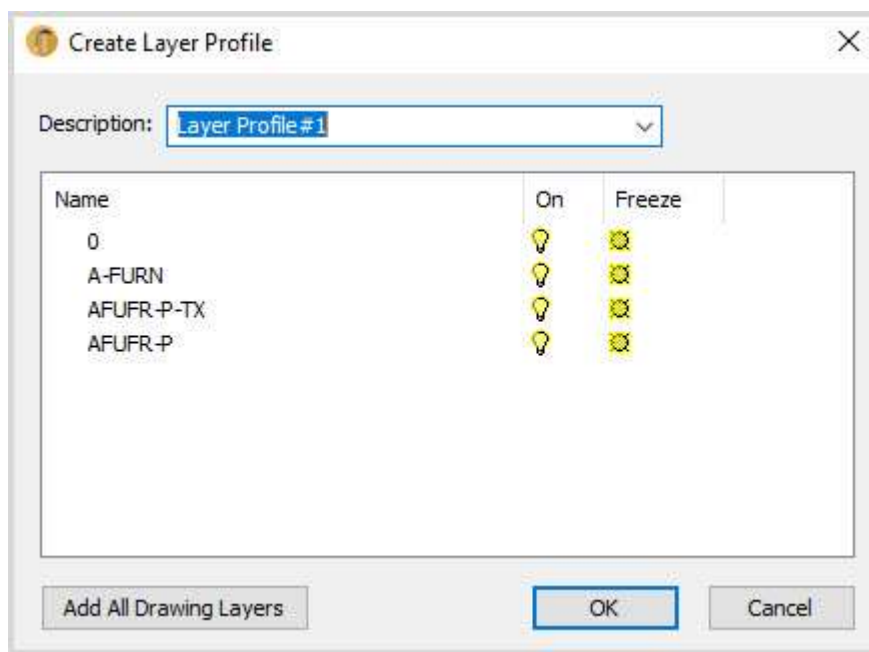 Create Layer Profile
Description: Layer Profile#1
Name On Freeze
0
A-FURN
AFUFR-P-TX
AFUFR-P
Add All Drawing Layers OK Cancel